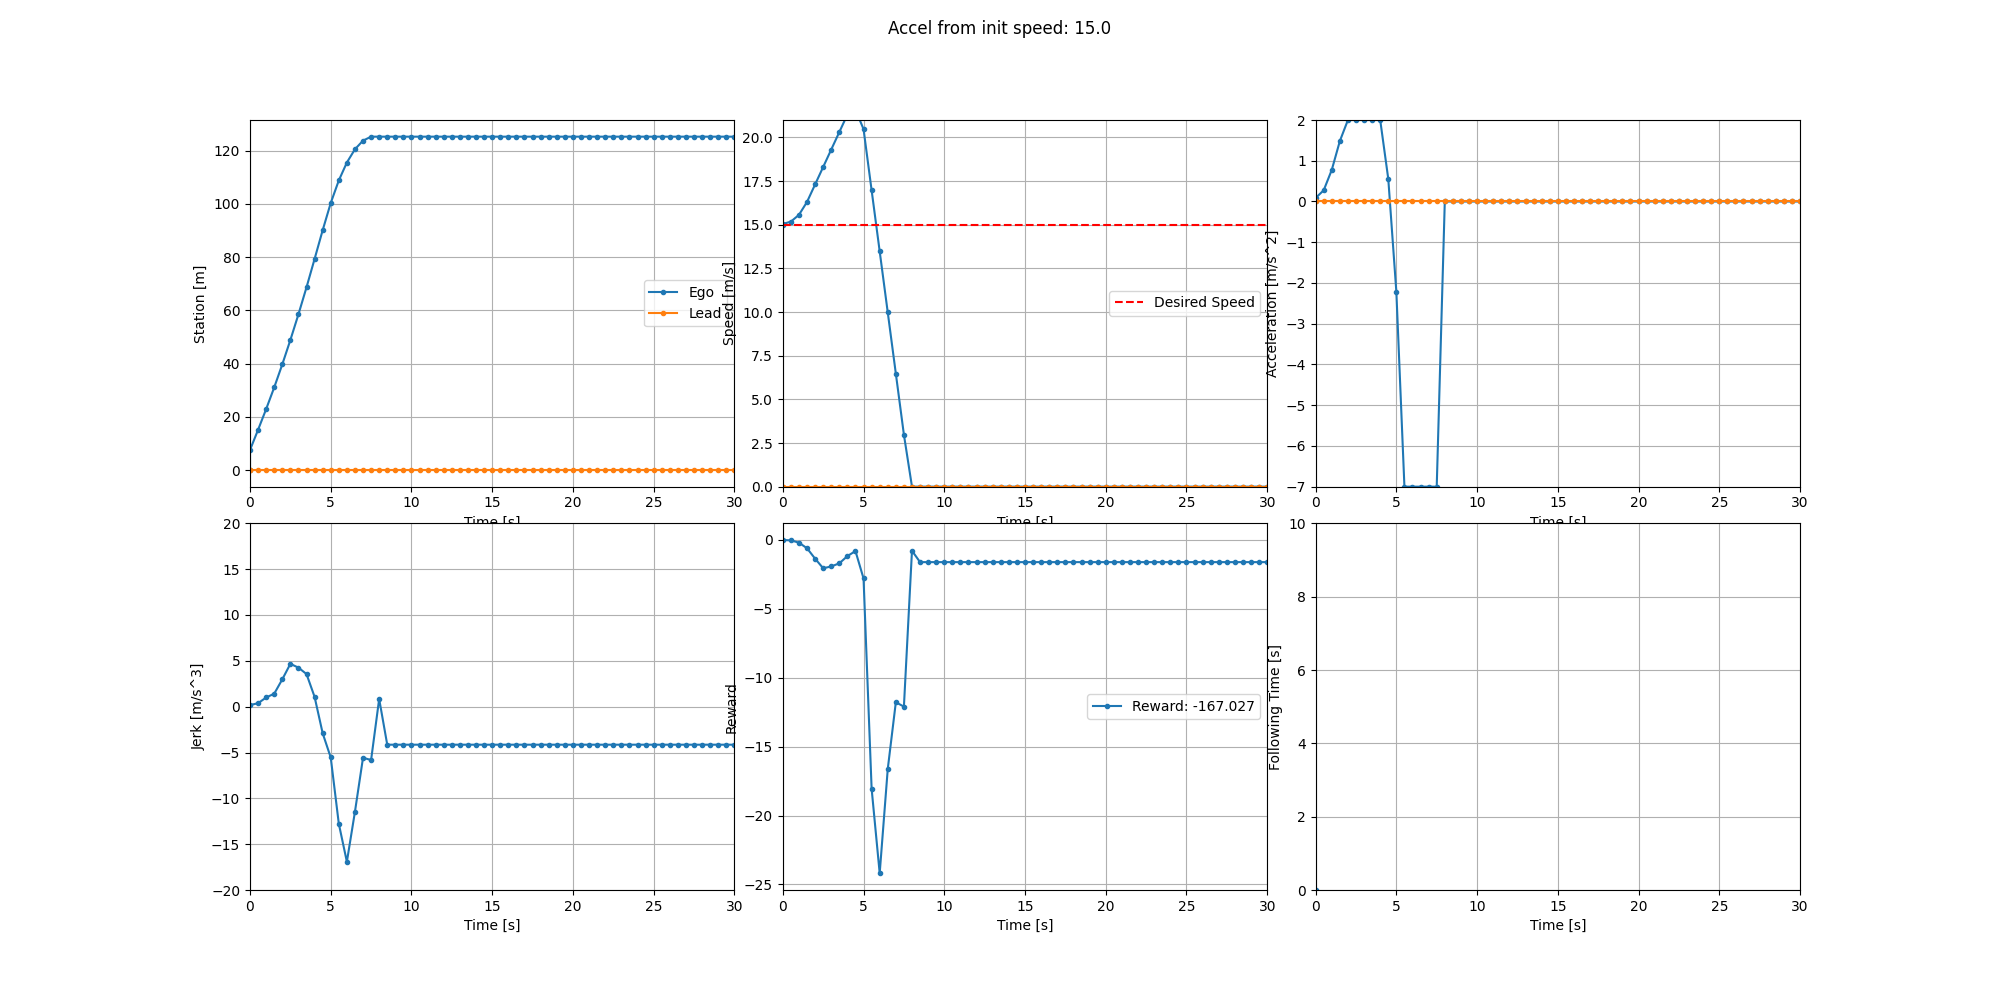 Accel from init speed: 15.0
Station [m]
120
100
80
60
40
20
0
0 5 10 15 20 25 30
Time [s]
Ego
Lead
Speed [m/s]
20.0
17.5
15.0
12.5
10.0
7.5
5.0
2.5
0.0
0 5 10 15 20 25 30
Time [s]
Desired Speed
Acceleration [m/s^2]
2
1
0
−1
−2
−3
−4
−5
−6
−7
0 5 10 15 20 25 30
Time [s]
Jerk [m/s^3]
20
15
10
5
0
−5
−10
−15
−20
0 5 10 15 20 25 30
Time [s]
Reward
0
−5
−10
−15
−20
−25
0 5 10 15 20 25 30
Time [s]
Reward: -167.027
Following Time [s]
10
8
6
4
2
0
0 5 10 15 20 25 30
Time [s]